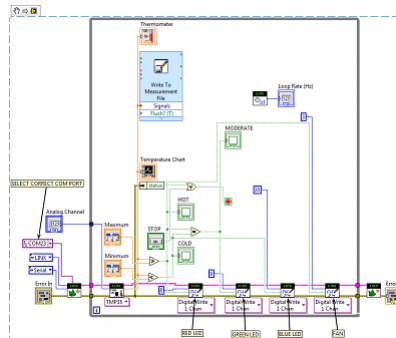 Thermometer
Write To
Measurement
File
Signals
Flush? (T)
Loop Rate (Hz)
MODERATE
Temperature Chart
status
SELECT CORRECT COM PORT
HOT
Analog Channel
Maximum
STOP
COM23
COLD
LINX
Minimum
Serial
Error In
TMP35
Digital Write
1 Chan
Digital Write
1 Chan
Digital Write
1 Chan
Digital Write
1 Chan
RED LED
GREEN LED
BLUE LED
FAN